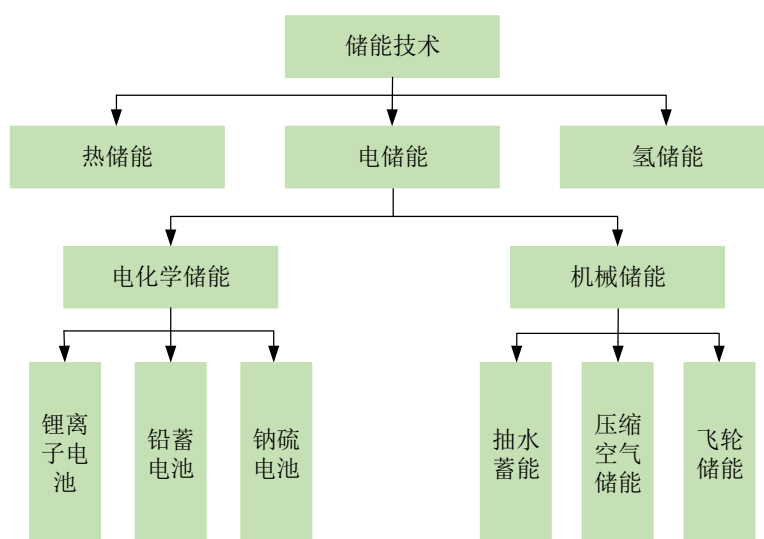 储能技术
热储能
电储能
氢储能
电化学储能
机械储能
锂离
子电
池
铅蓄
电池
钠硫
电池
抽水
蓄能
压缩
空气
储能
飞轮
储能